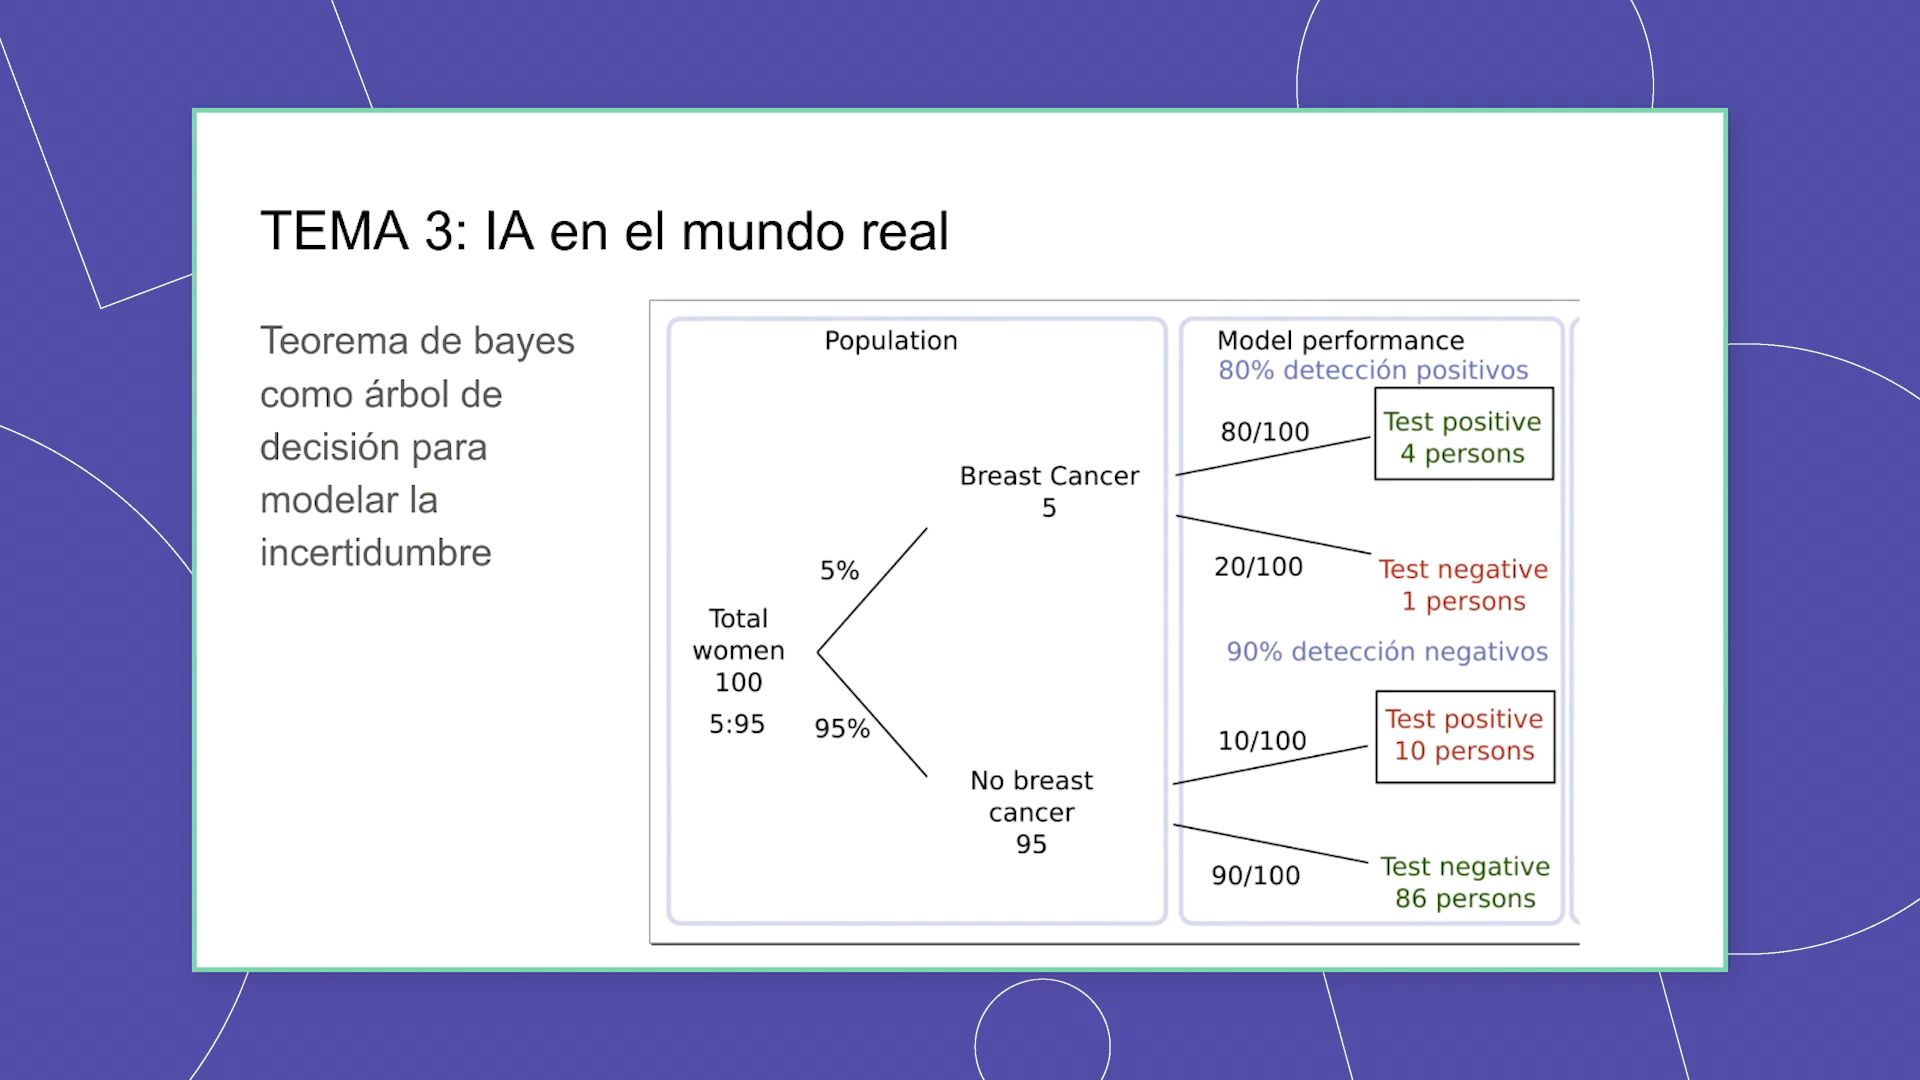 TEMA 3: IA en el mundo real
Teorema de bayes
como árbol de
decisión para
modelar la
incertidumbre
Population
Total
women
100
5:95
5%
95%
Breast Cancer
5
No breast
cancer
95
Model performance
80% detección positivos
80/100
Test positive
4 persons
20/100
Test negative
1 persons
90% detección negativos
10/100
Test positive
10 persons
90/100
Test negative
86 persons